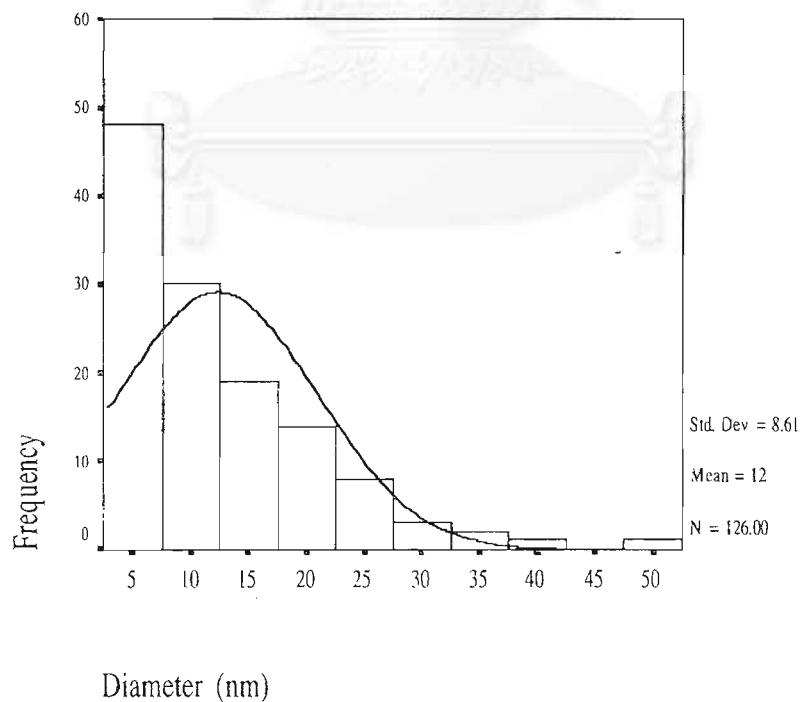 60
50
40
30
20
10
0
Frequency
5 10 15 20 25 30 35 40 45 50
Diameter (nm)
Std. Dev = 8.61
Mean = 12
N = 126.00